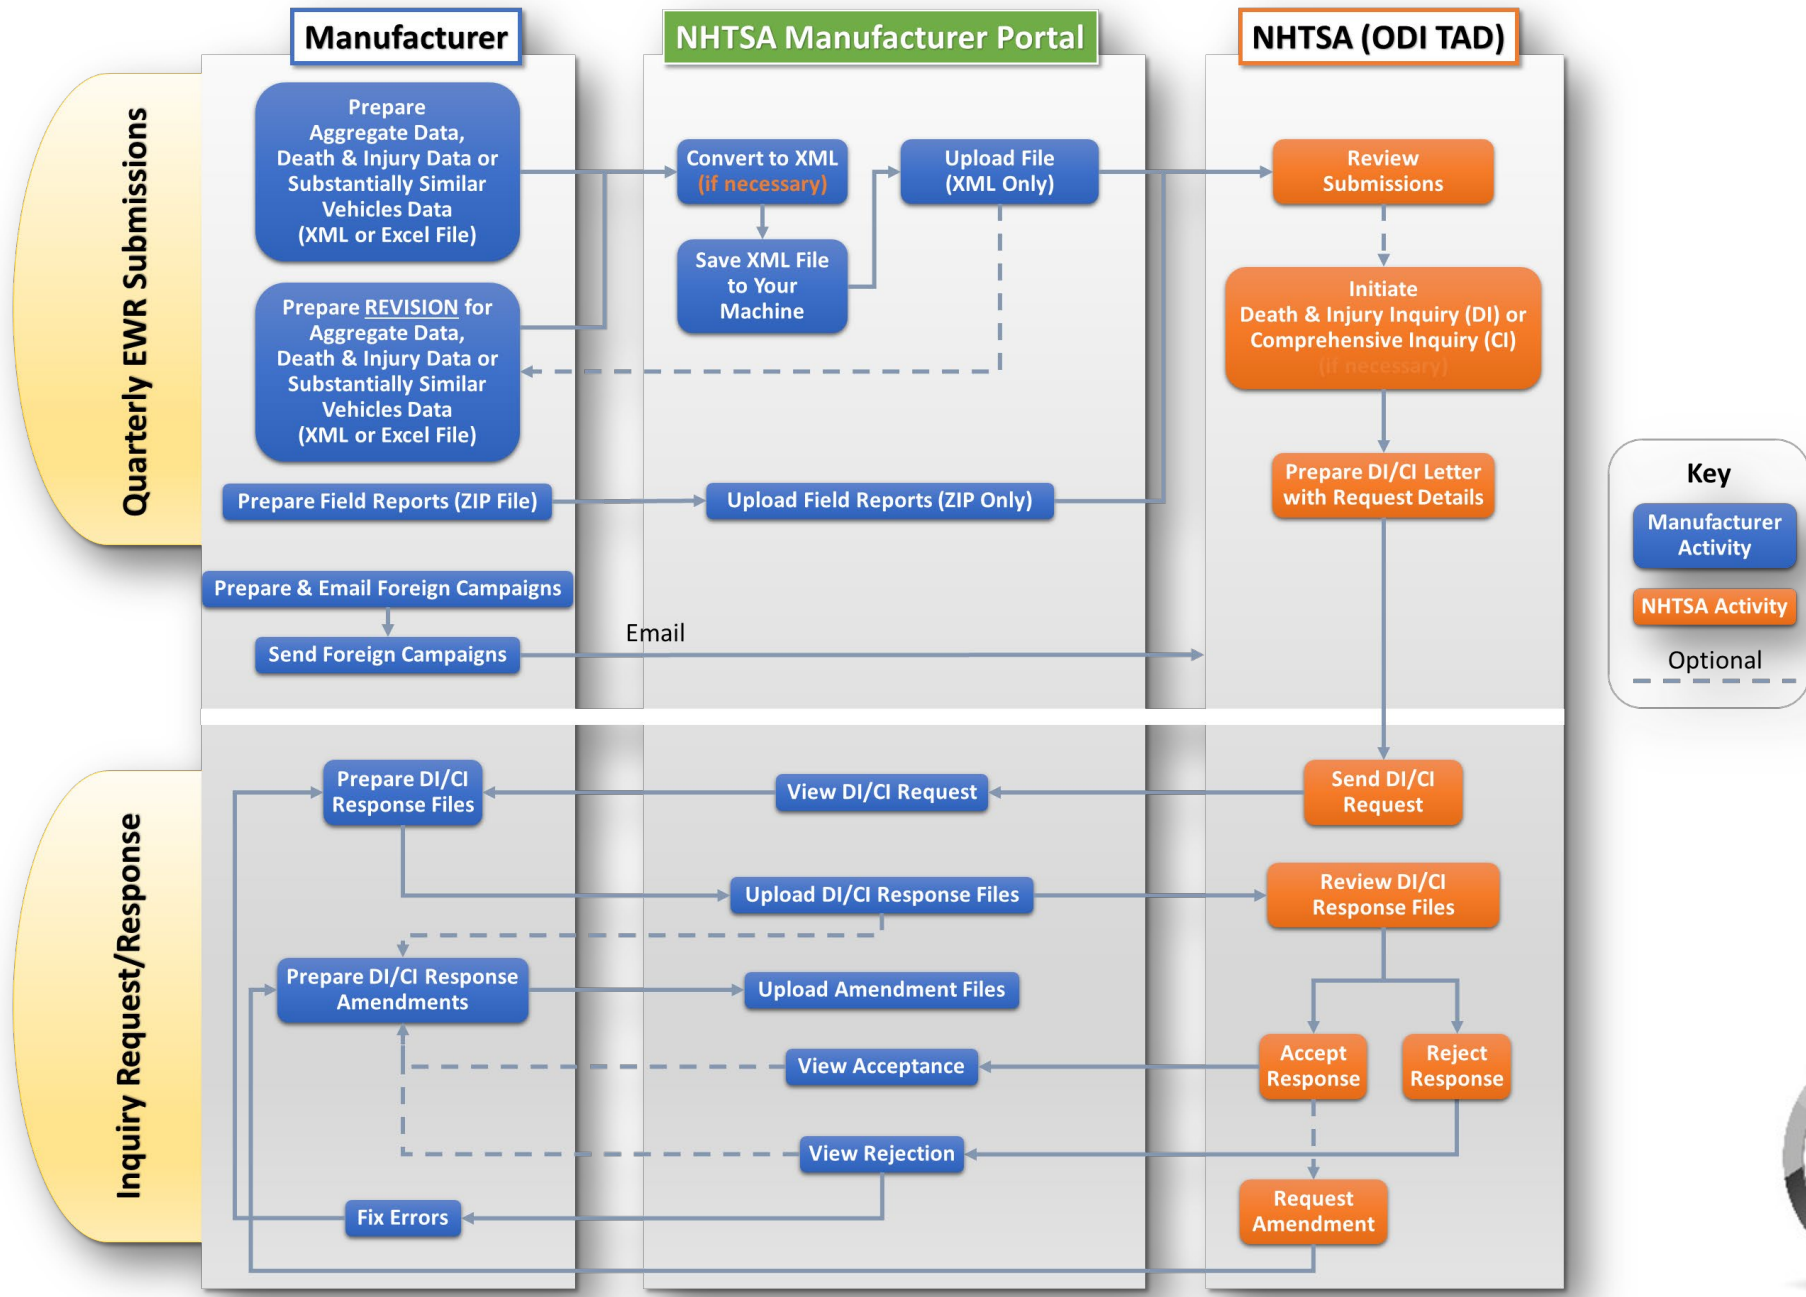 Manufacturer
NHTSA Manufacturer Portal
NHTSA (ODI TAD)
Quarterly EWR Submissions
Prepare
Aggregate Data,
Death & Injury Data or
Substantially Similar
Vehicles Data
(XML or Excel File)
Convert to XML
(if necessary)
Upload File
(XML Only)
Review
Submissions
Save XML File
to Your
Machine
Prepare REVISION for
Aggregate Data,
Death & Injury Data or
Substantially Similar
Vehicles Data
(XML or Excel File)
Initiate
Death & Injury Inquiry (DI) or
Comprehensive Inquiry (CI)
(if necessary)
Prepare Field Reports (ZIP File)
Upload Field Reports (ZIP Only)
Prepare DI/CI Letter
with Request Details
Prepare & Email Foreign Campaigns
Send Foreign Campaigns
Email
Key
Manufacturer
Activity
NHTSA Activity
Optional
Inquiry Request/Response
Prepare DI/CI
Response Files
View DI/CI Request
Send DI/CI
Request
Upload DI/CI Response Files
Review DI/CI
Response Files
Prepare DI/CI Response
Amendments
Upload Amendment Files
View Acceptance
Accept
Response
Reject
Response
View Rejection
Fix Errors
Request
Amendment